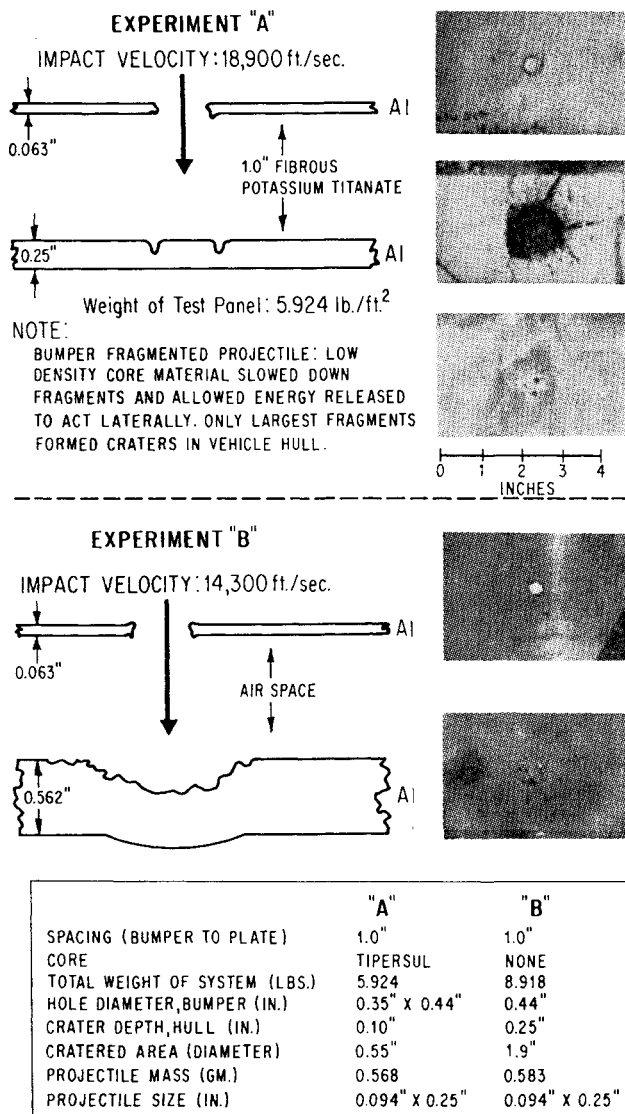 EXPERIMENT "A"
IMPACT VELOCITY: 18,900 ft./sec.
Al
0.063"
1.0" FIBROUS
POTASSIUM TITANATE
0.25"
Al
Weight of Test Panel: 5.924 lb./ft.²
NOTE:
BUMPER FRAGMENTED PROJECTILE: LOW
DENSITY CORE MATERIAL SLOWED DOWN
FRAGMENTS AND ALLOWED ENERGY RELEASED
TO ACT LATERALLY. ONLY LARGEST FRAGMENTS
FORMED CRATERS IN VEHICLE HULL.
0 1 2 3 4
INCHES
EXPERIMENT "B"
IMPACT VELOCITY: 14,300 ft./sec.
Al
0.063"
AIR SPACE
0.562"
Al
"A" "B"
SPACING (BUMPER TO PLATE) 1.0" 1.0"
CORE TIPERSUL NONE
TOTAL WEIGHT OF SYSTEM (LBS.) 5.924 8.918
HOLE DIAMETER, BUMPER (IN.) 0.35" X 0.44" 0.44"
CRATER DEPTH, HULL (IN.) 0.10" 0.25"
CRATERED AREA (DIAMETER) 0.55" 1.9"
PROJECTILE MASS (GM.) 0.568 0.583
PROJECTILE SIZE (IN.) 0.094" X 0.25" 0.094" X 0.25"